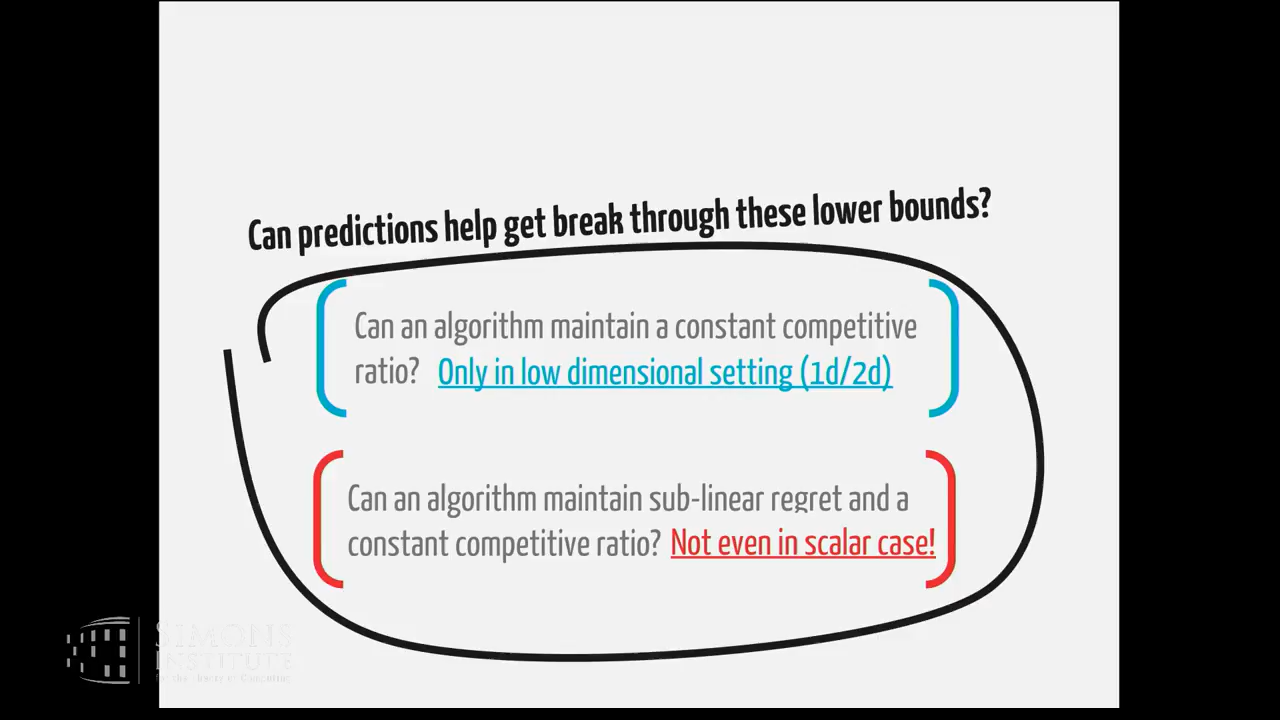 Can predictions help get break through these lower bounds?
Can an algorithm maintain a constant competitive
ratio? Only in low dimensional setting (1d/2d)
Can an algorithm maintain sub-linear regret and a
constant competitive ratio? Not even in scalar case!
SIMONS
INSTITUTE